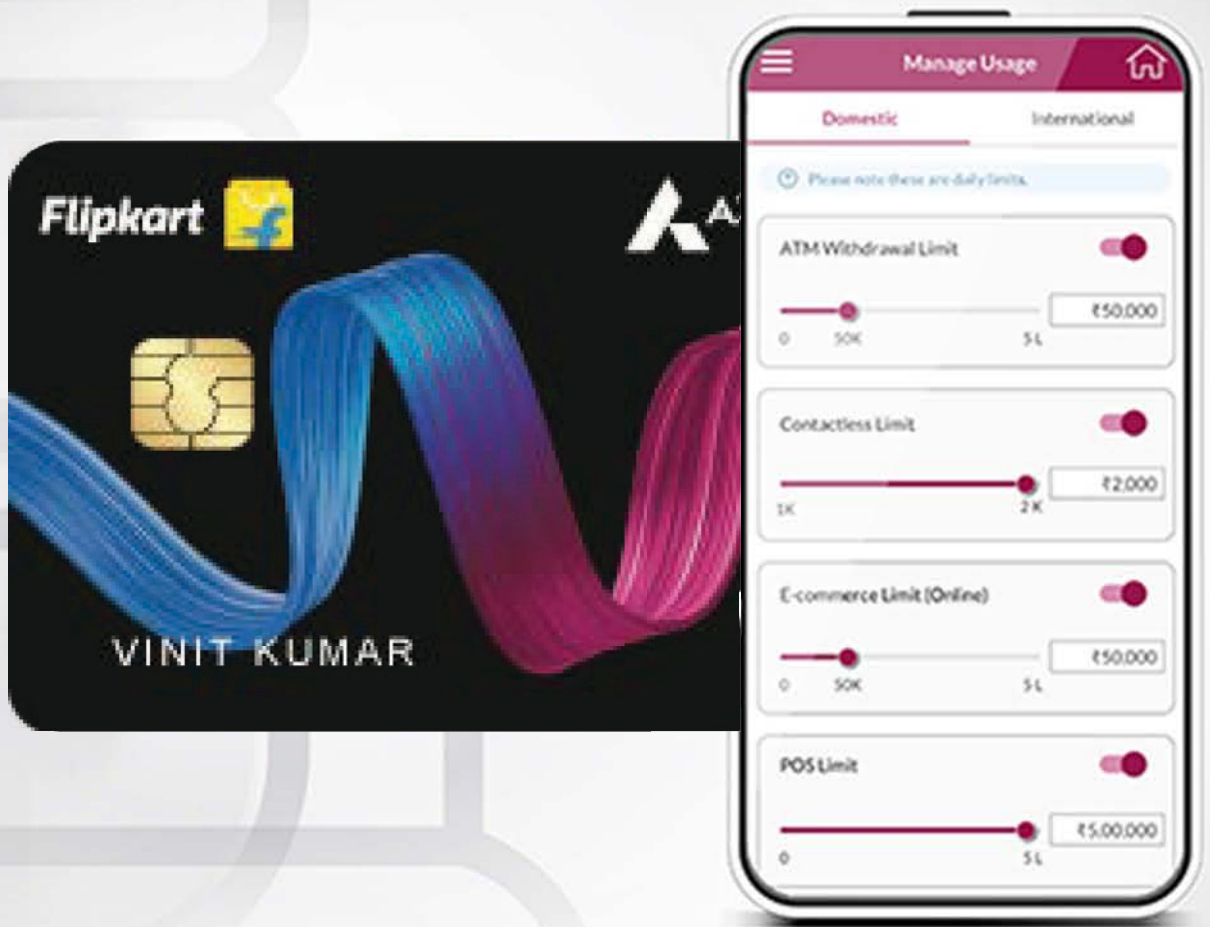 Flipkart
A
VINIT KUMAR
Manage Usage
Domestic
International
Please note these are daily limits.
ATM Withdrawal Limit
₹50,000
0 50K 5 L
Contactless Limit
₹2,000
1K 2 K
E-commerce Limit (Online)
₹50,000
0 50K 5 L
POS Limit
₹5,00,000
0 5 L